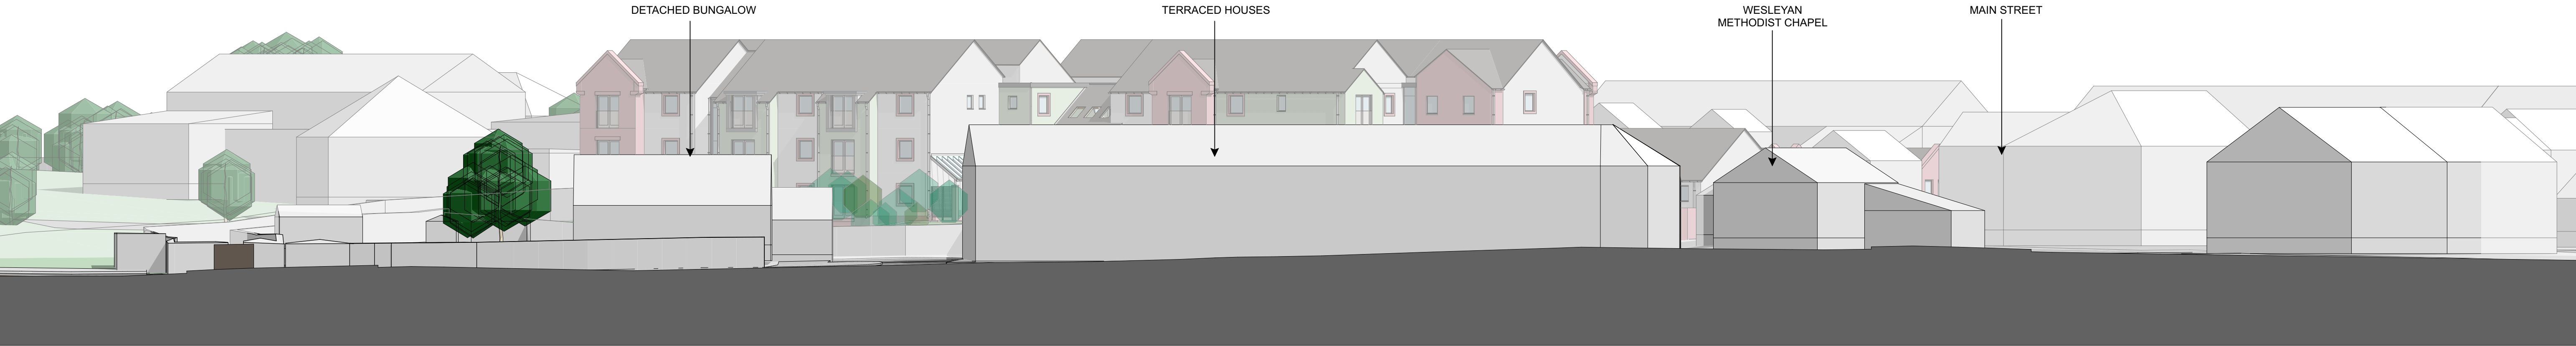 DETACHED BUNGALOW
TERRACED HOUSES
WESLEYAN
METHODIST CHAPEL
MAIN STREET